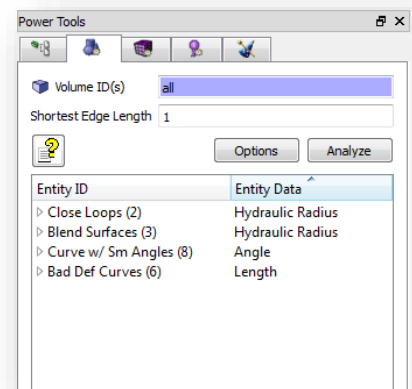 Power Tools
Volume ID(s) all
Shortest Edge Length 1
Options Analyze
Entity ID Entity Data
Close Loops (2) Hydraulic Radius
Blend Surfaces (3) Hydraulic Radius
Curve w/ Sm Angles (8) Angle
Bad Def Curves (6) Length